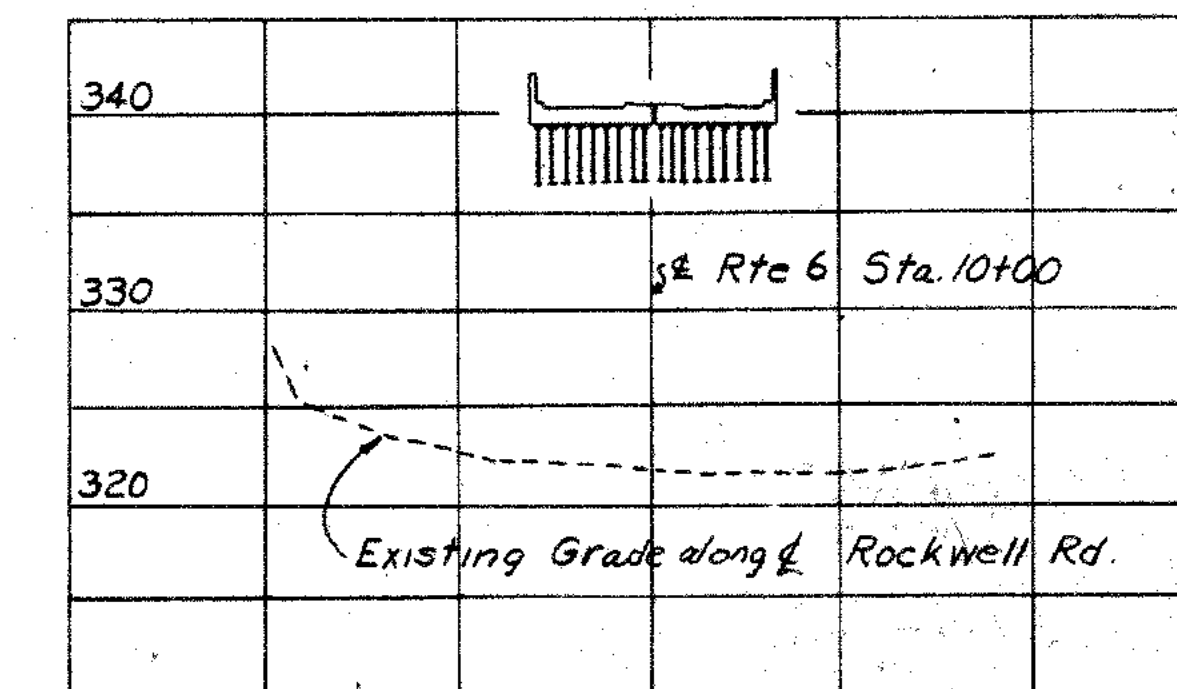 340
℄ Rte 6 Sta. 10+00
330
320
Existing Grade along ℄ Rockwell Rd.